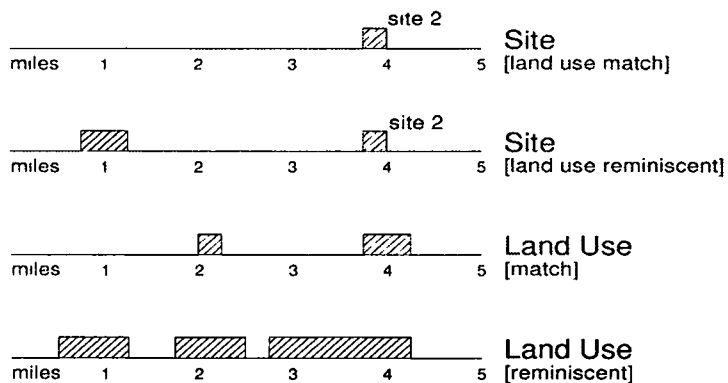 site 2
Site
miles 1 2 3 4 5
[land use match]
site 2
Site
miles 1 2 3 4 5
[land use reminiscent]
Land Use
miles 1 2 3 4 5
[match]
Land Use
miles 1 2 3 4 5
[reminiscent]